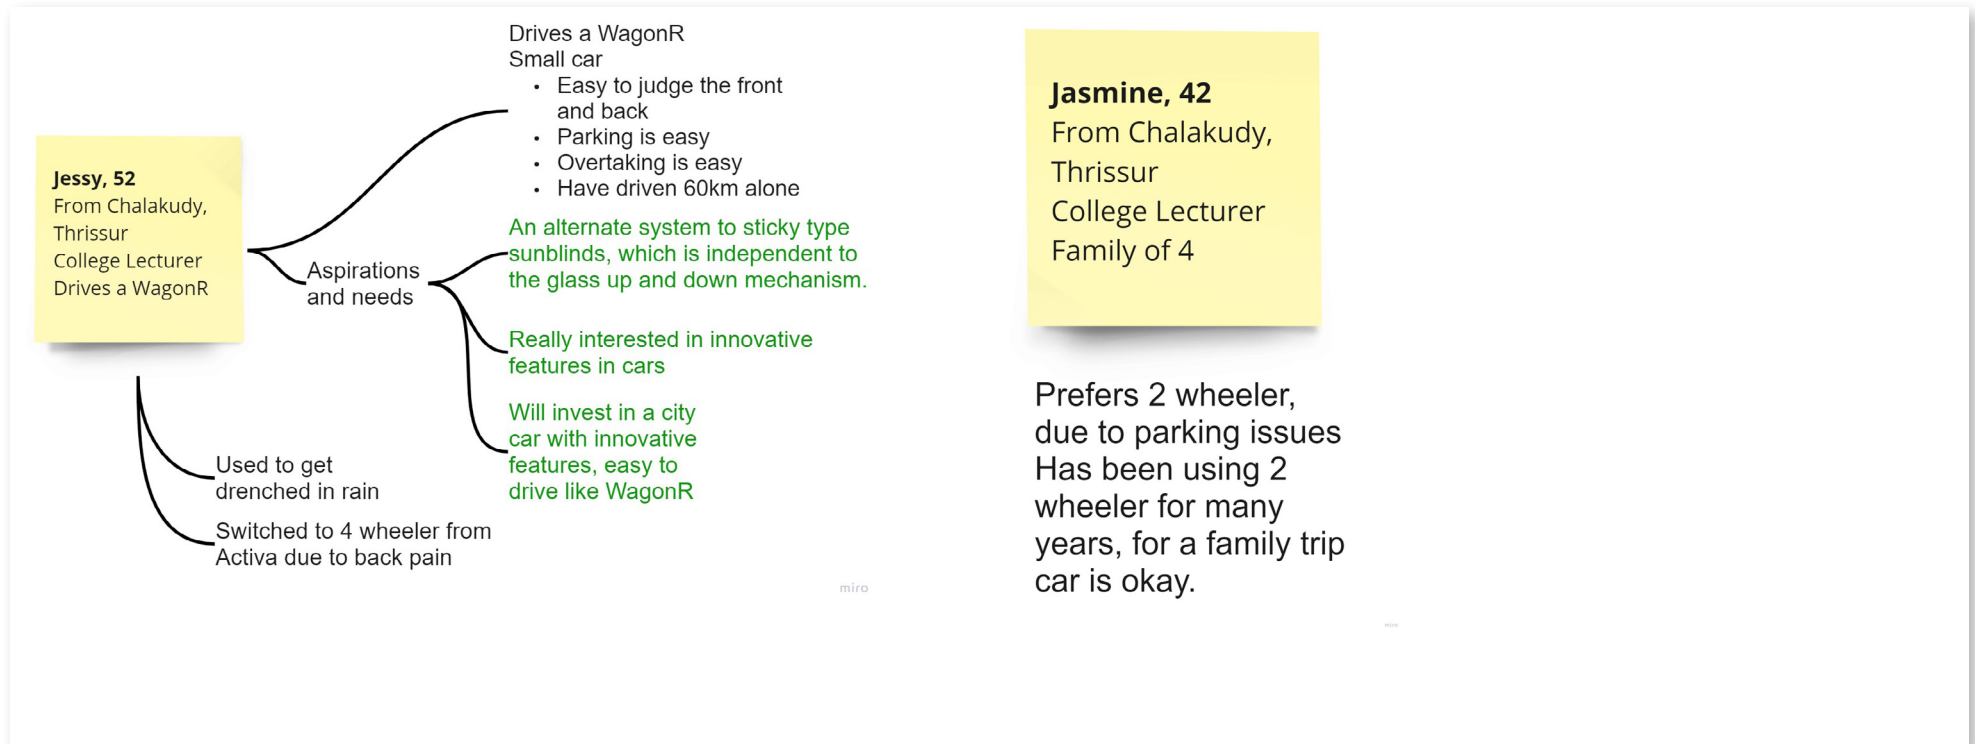 Jessy, 52
From Chalakudy,
Thrissur
College Lecturer
Drives a WagonR
Drives a WagonR
Small car
• Easy to judge the front
and back
• Parking is easy
• Overtaking is easy
• Have driven 60km alone
Aspirations
and needs
An alternate system to sticky type
sunblinds, which is independent to
the glass up and down mechanism.
Really interested in innovative
features in cars
Will invest in a city
car with innovative
features, easy to
drive like WagonR
Used to get
drenched in rain
Switched to 4 wheeler from
Activa due to back pain
miro
Jasmine, 42
From Chalakudy,
Thrissur
College Lecturer
Family of 4
Prefers 2 wheeler,
due to parking issues
Has been using 2
wheeler for many
years, for a family trip
car is okay.
miro